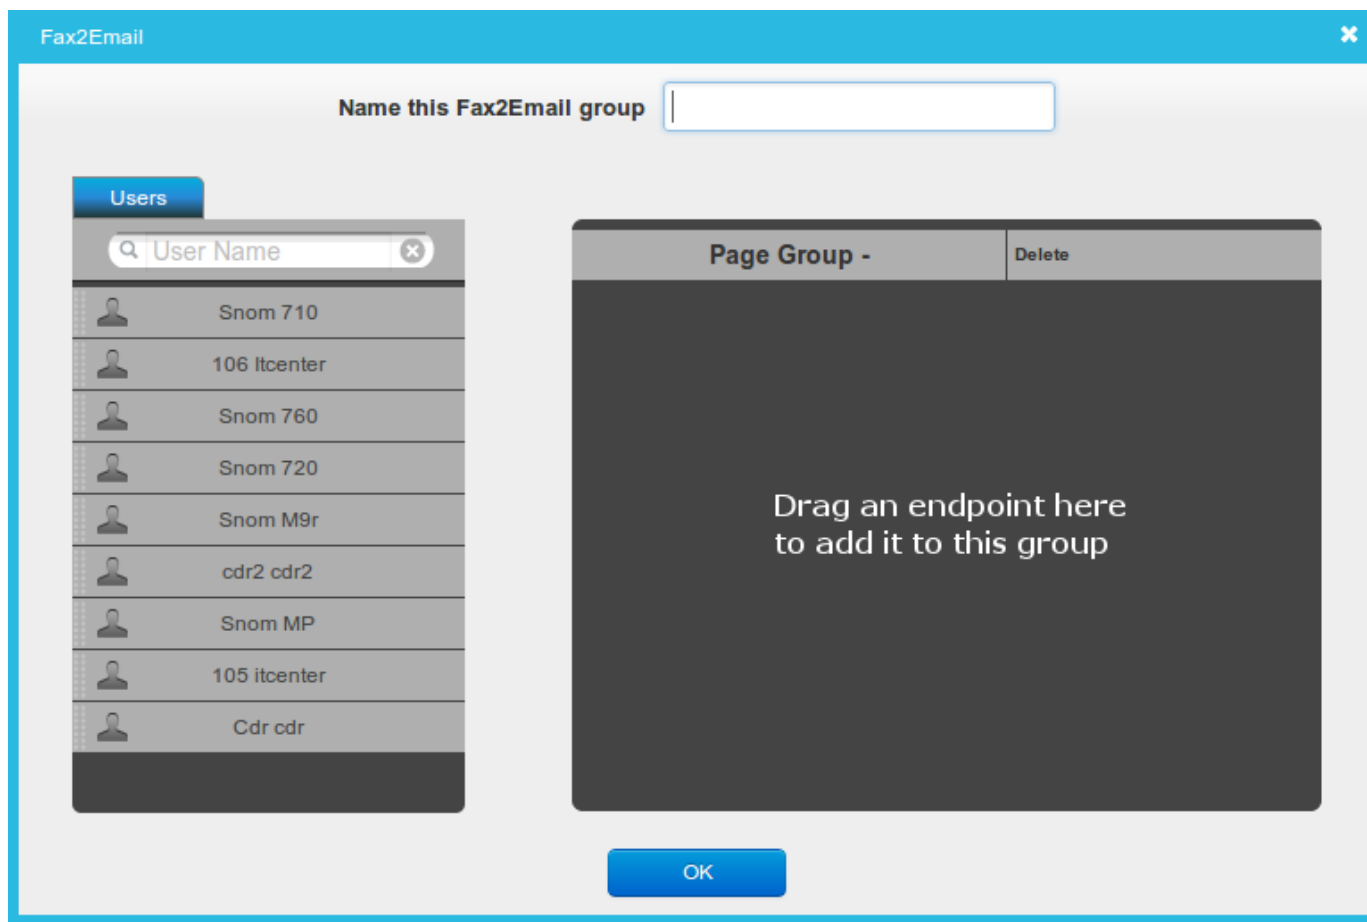 Fax2Email
Name this Fax2Email group
Users
User Name
Snom 710
106 Itcenter
Snom 760
Snom 720
Snom M9r
cdr2 cdr2
Snom MP
105 itcenter
Cdr cdr
Page Group -
Delete
Drag an endpoint here
to add it to this group
OK